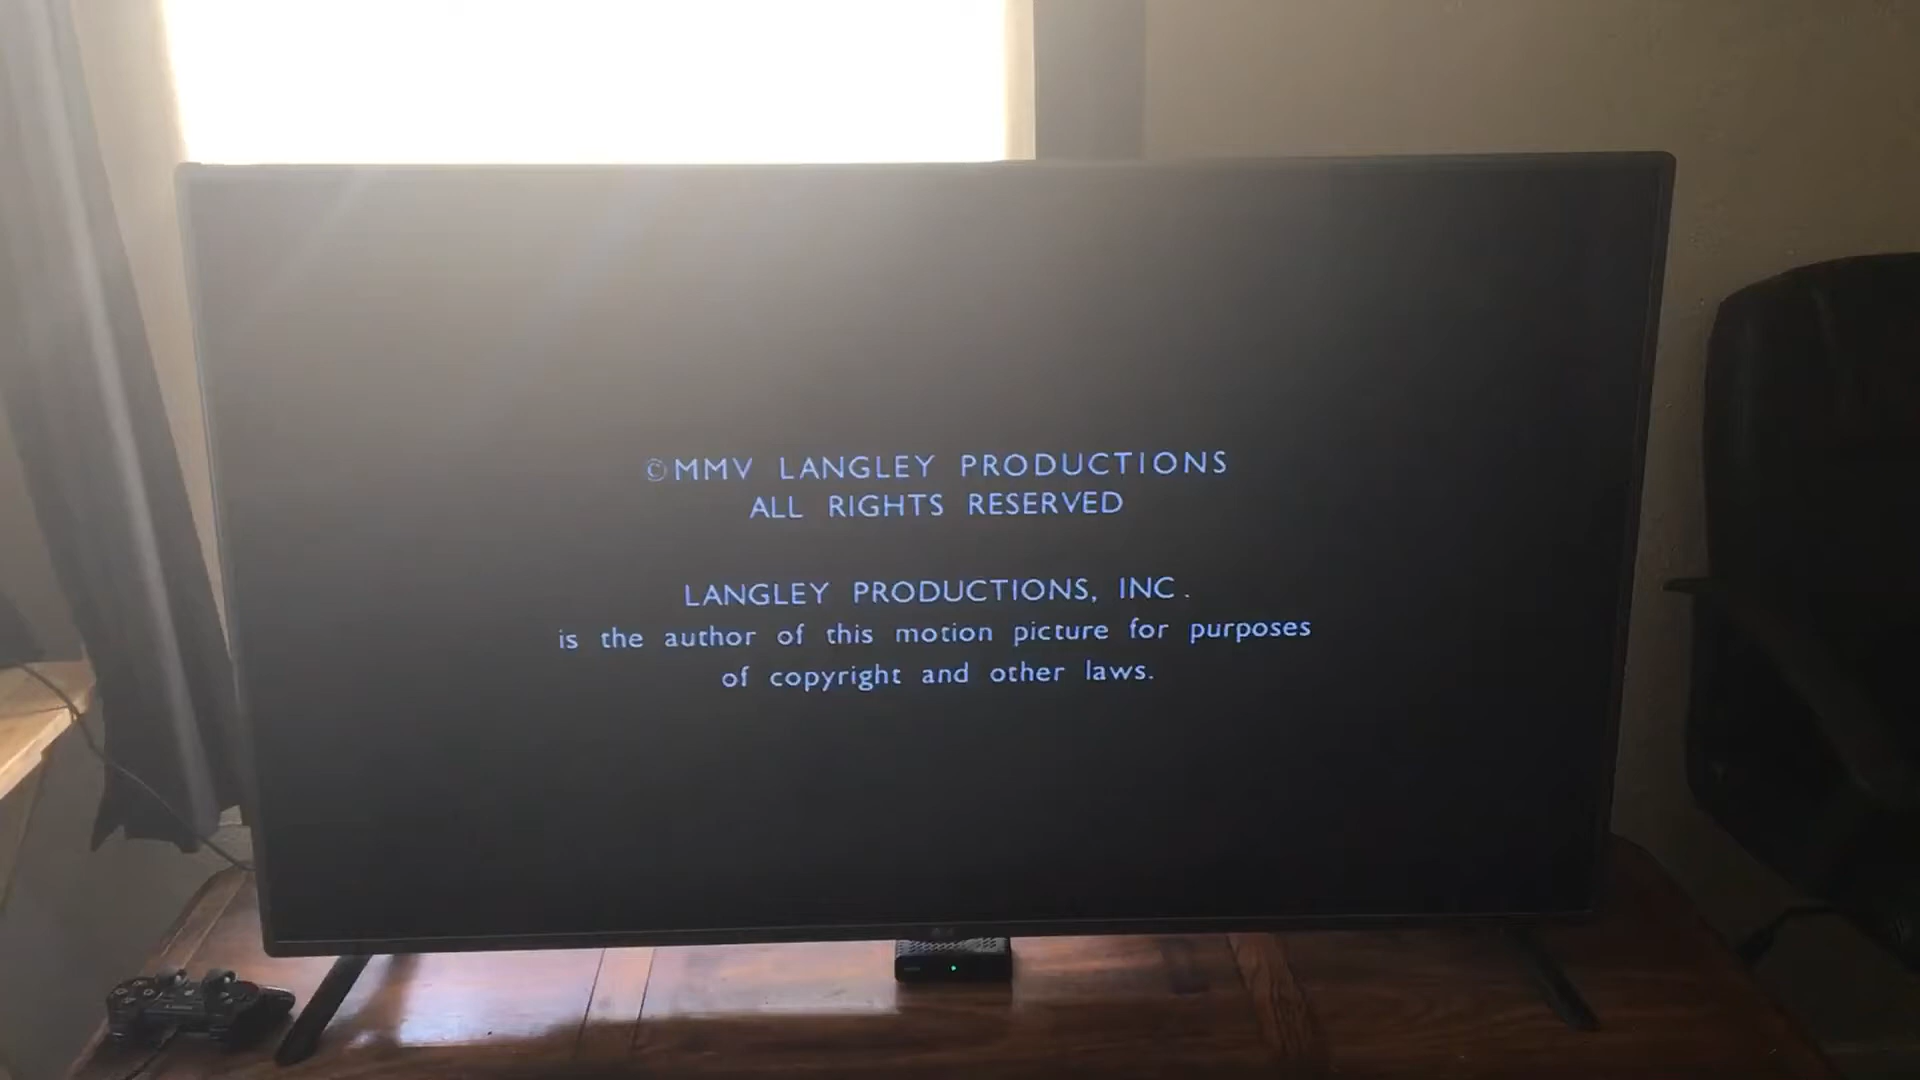 ©MMV LANGLEY PRODUCTIONS
ALL RIGHTS RESERVED
LANGLEY PRODUCTIONS, INC.
is the author of this motion picture for purposes
of copyright and other laws.